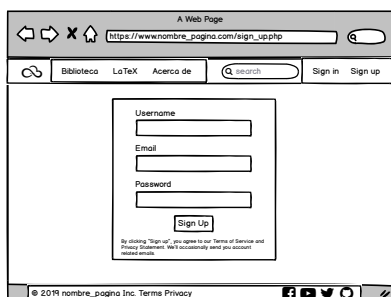 A Web Page
https://www.nombre_pagina.com/sign_up.php
Biblioteca LaTeX Acerca de search Sign in Sign up
Username
Email
Password
Sign Up
By clicking "Sign up", you agree to our Terms of Service and
Privacy Statement. We'll occasionally send you account
related emails.
© 2019 nombre_pagina Inc. Terms Privacy